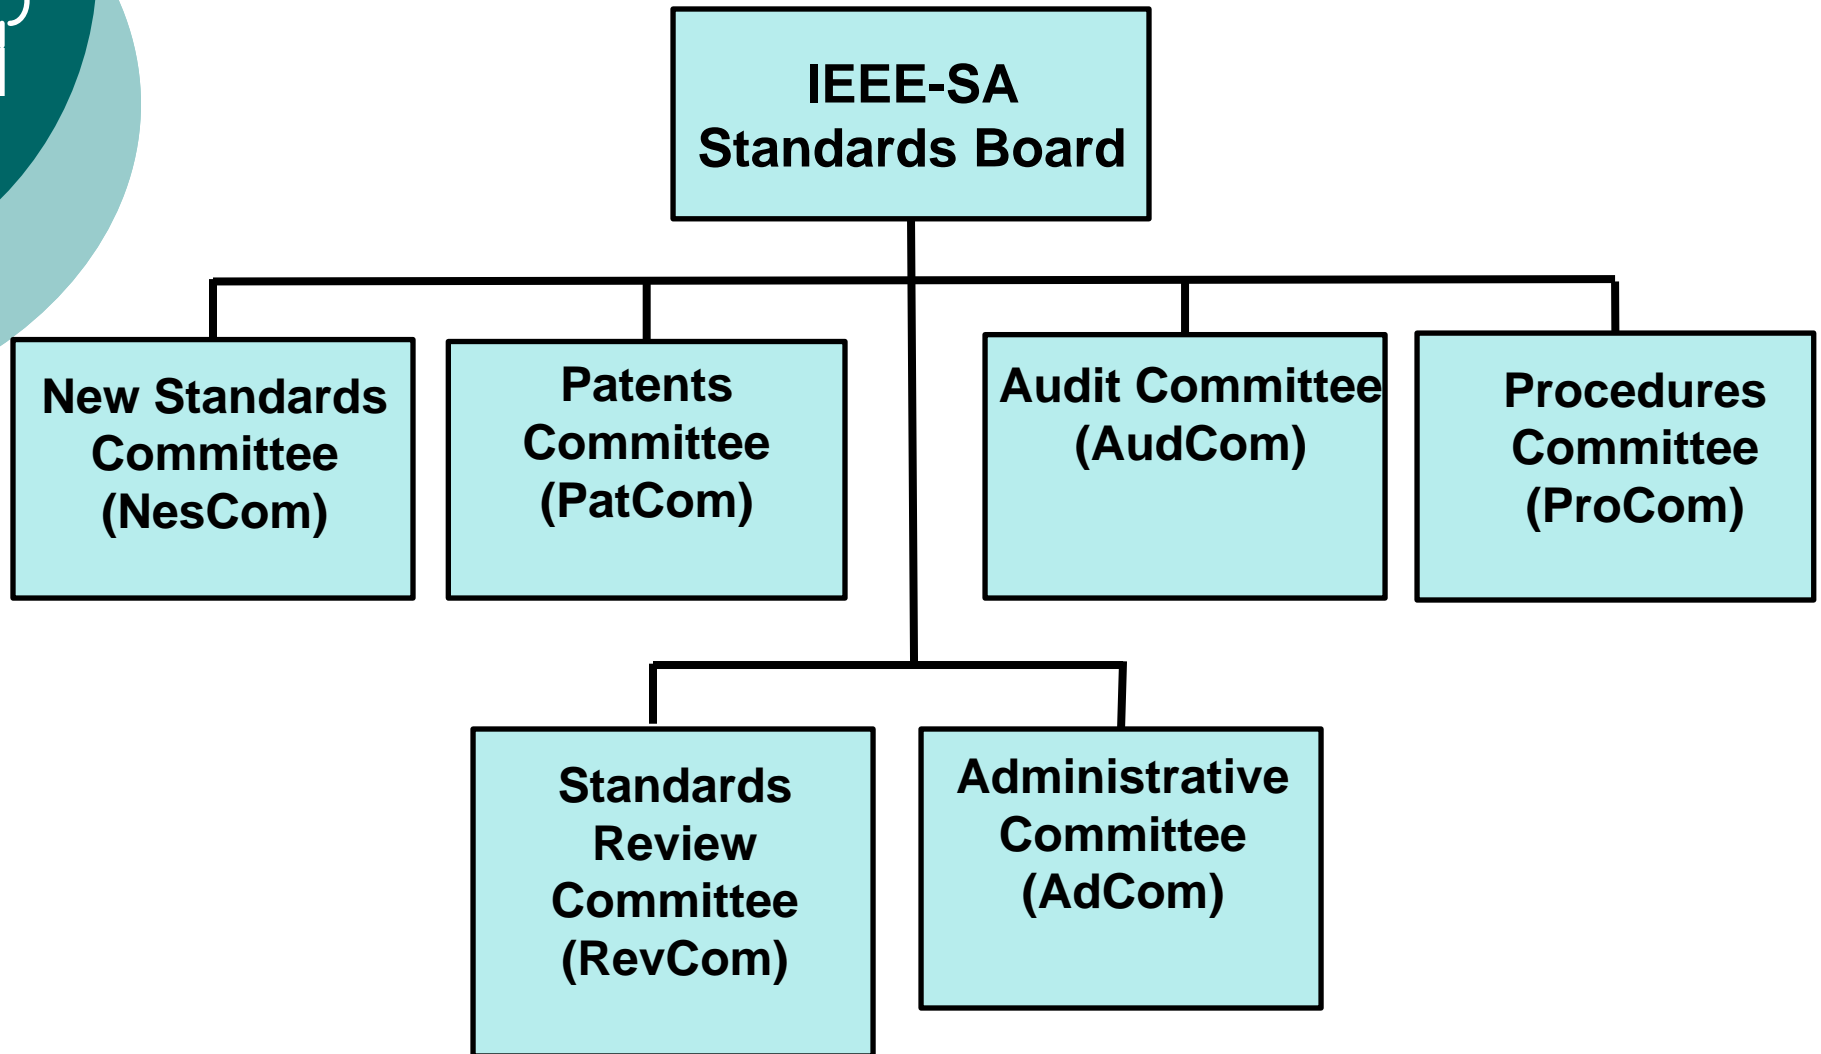 IEEE-SA
Standards Board
New Standards
Committee
(NesCom)
Patents
Committee
(PatCom)
Audit Committee
(AudCom)
Procedures
Committee
(ProCom)
Standards
Review
Committee
(RevCom)
Administrative
Committee
(AdCom)